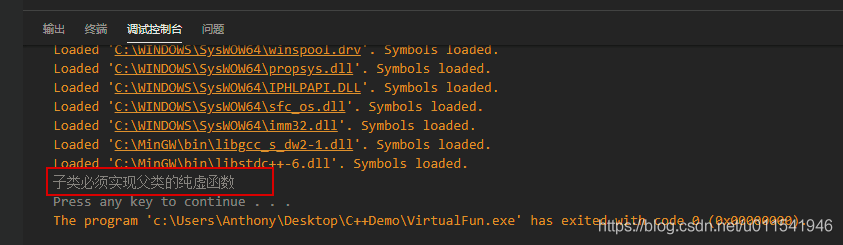 输出 终端 调试控制台 问题
Loaded 'C:\WINDOWS\SysWOW64\winspool.drv'. Symbols loaded.
Loaded 'C:\WINDOWS\SysWOW64\propsys.dll'. Symbols loaded.
Loaded 'C:\WINDOWS\SysWOW64\IPHLPAPI.DLL'. Symbols loaded.
Loaded 'C:\WINDOWS\SysWOW64\sfc_os.dll'. Symbols loaded.
Loaded 'C:\WINDOWS\SysWOW64\imm32.dll'. Symbols loaded.
Loaded 'C:\MinGW\bin\libgcc_s_dw2-1.dll'. Symbols loaded.
Loaded 'C:\MinGW\bin\libstdc++-6.dll'. Symbols loaded.
子类必须实现父类的纯虚函数
Press any key to continue . . .
The program 'c:\Users\Anthony\Desktop\C++Demo\VirtualFun.exe' has exited with code 0 (0x00000000).
https://blog.csdn.net/u011541946